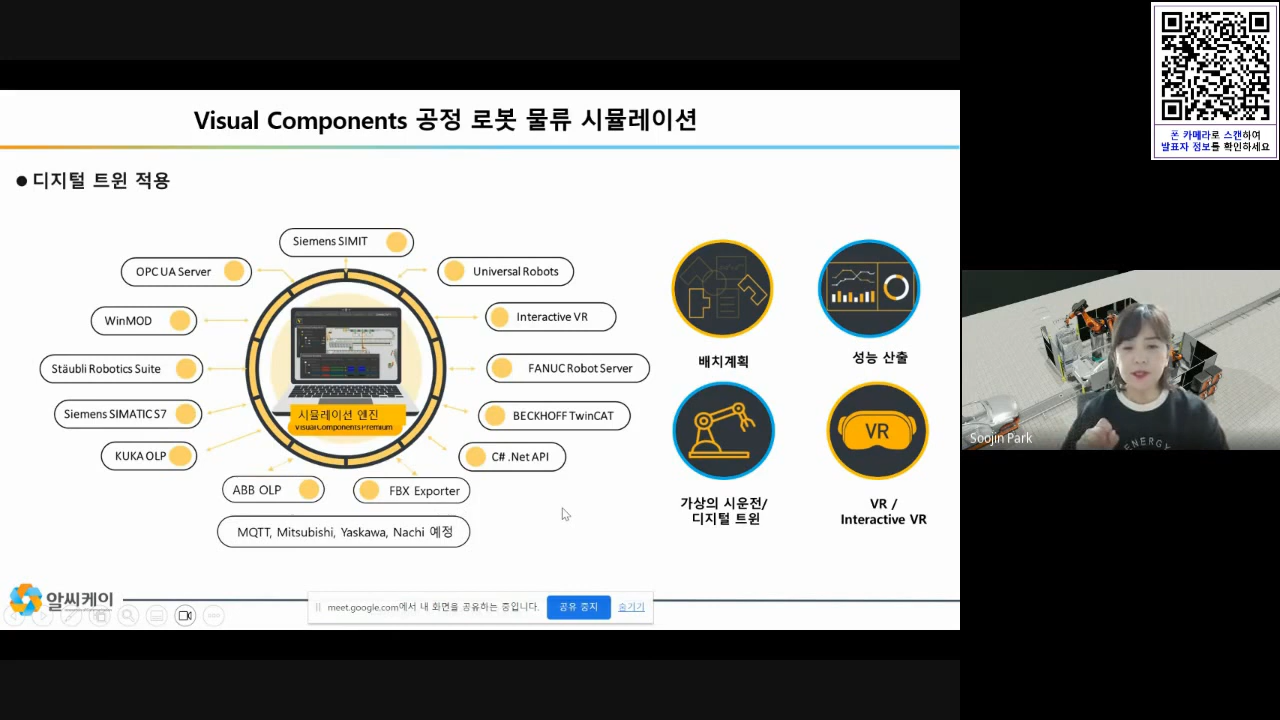 Visual Components 공정 로봇 물류 시뮬레이션
● 디지털 트윈 적용
Siemens SIMIT
OPC UA Server
Universal Robots
WinMOD
Interactive VR
Stäubli Robotics Suite
FANUC Robot Server
Siemens SIMATIC S7
BECKHOFF TwinCAT
KUKA OLP
C# .Net API
ABB OLP
FBX Exporter
MQTT, Mitsubishi, Yaskawa, Nachi 예정
시뮬레이션 엔진
Visual Components Premium
배치계획
성능 산출
가상의 시운전/
디지털 트윈
VR
VR /
Interactive VR
알씨케이
meet.google.com에서 내 화면을 공유하는 중입니다.
공유 중지
숨기기
폰 카메라로 스캔하여
발표자 정보를 확인하세요
Soojin Park
ENERGY